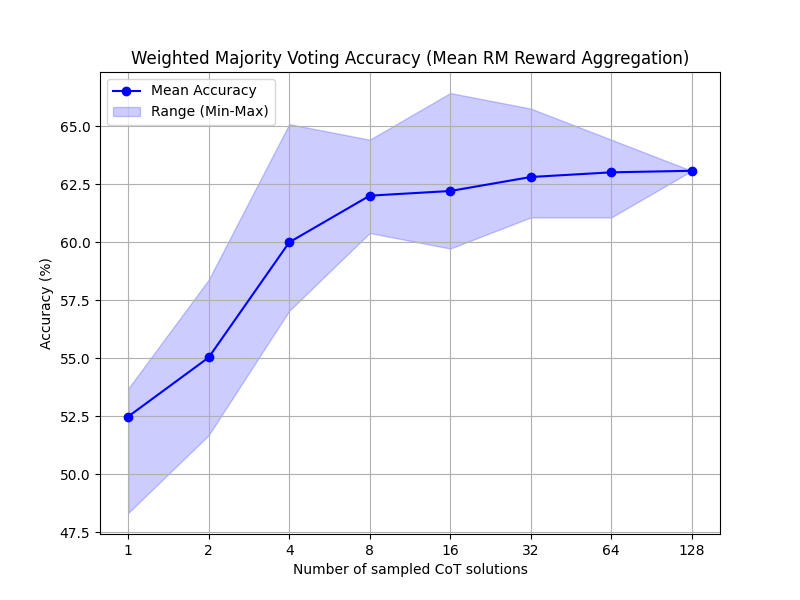 Weighted Majority Voting Accuracy (Mean RM Reward Aggregation)
Mean Accuracy
Range (Min-Max)
65.0
62.5
60.0
57.5
55.0
52.5
50.0
47.5
Accuracy (%)
1 2 4 8 16 32 64 128
Number of sampled CoT solutions